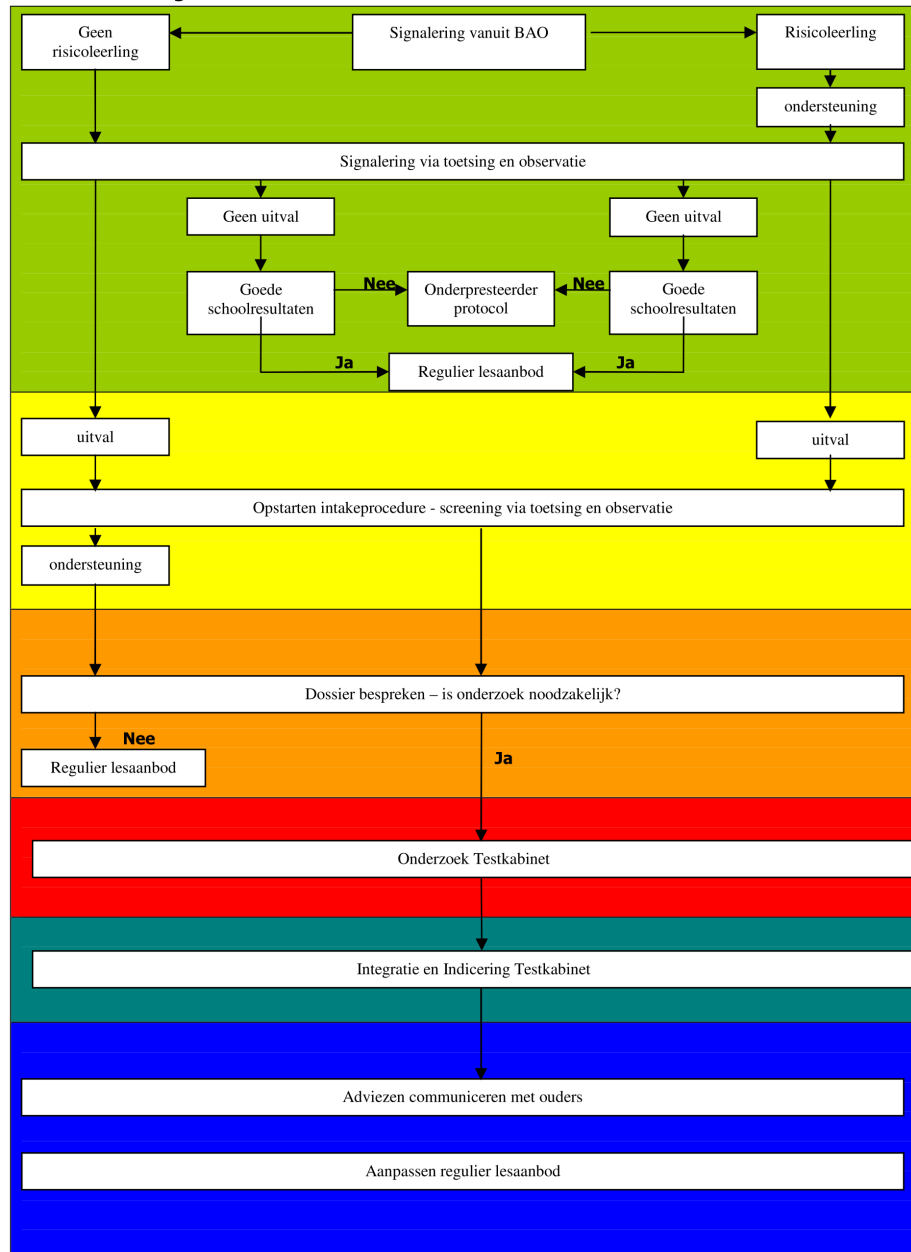 Geen
risicoleerling
Signalering vanuit BAO
Risicoleerling
ondersteuning
Signalering via toetsing en observatie
Geen uitval
Geen uitval
Goede
schoolresultaten
Nee
Onderpresteerder
protocol
Nee
Goede
schoolresultaten
Ja
Regulier lesaanbod
Ja
uitval
uitval
Opstarten intakeprocedure - screening via toetsing en observatie
ondersteuning
Dossier bespreken – is onderzoek noodzakelijk?
Nee
Regulier lesaanbod
Ja
Onderzoek Testkabinet
Integratie en Indicering Testkabinet
Adviezen communiceren met ouders
Aanpassen regulier lesaanbod